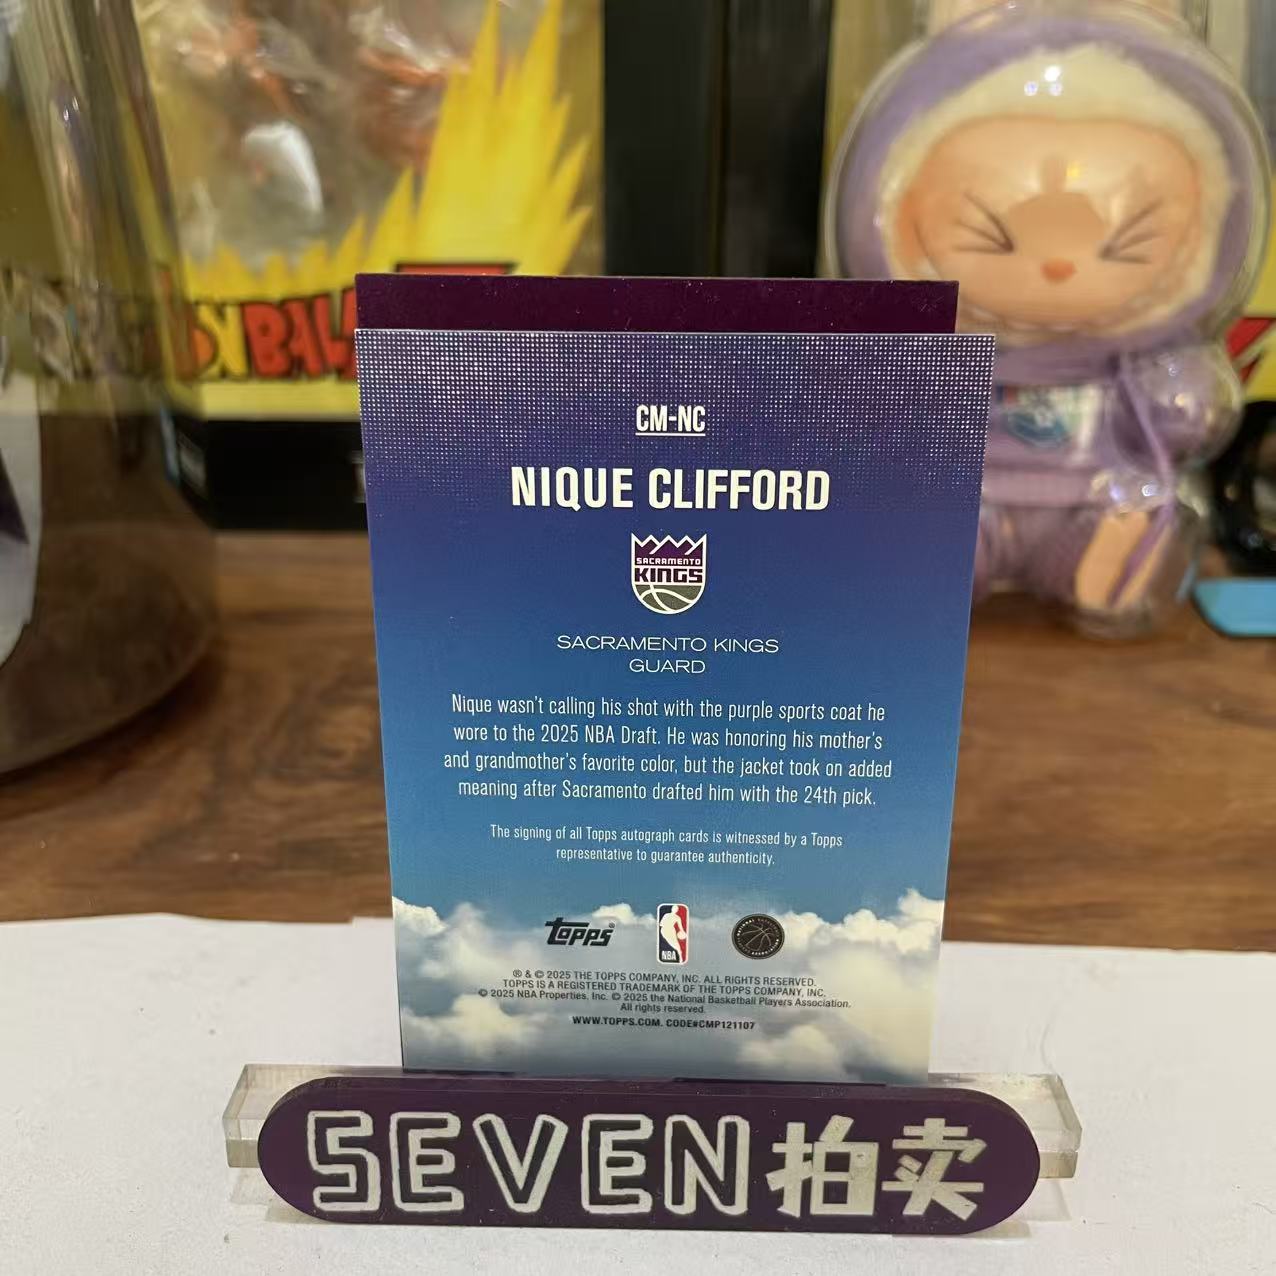 BALL
CM-NC
NIQUE CLIFFORD
SACRAMENTO
KINGS
SACRAMENTO KINGS
GUARD
Nique wasn't calling his shot with the purple sports coat he
wore to the 2025 NBA Draft. He was honoring his mother's
and grandmother's favorite color, but the jacket took on added
meaning after Sacramento drafted him with the 24th pick.
The signing of all Topps autograph cards is witnessed by a Topps
representative to guarantee authenticity.
topps®
NBA
® & © 2025 THE TOPPS COMPANY, INC. ALL RIGHTS RESERVED.
TOPPS IS A REGISTERED TRADEMARK OF THE TOPPS COMPANY, INC.
© 2025 NBA Properties, Inc. © 2025 the National Basketball Players Association.
All rights reserved.
WWW.TOPPS.COM. CODE#CMP121107
SEVEN拍卖